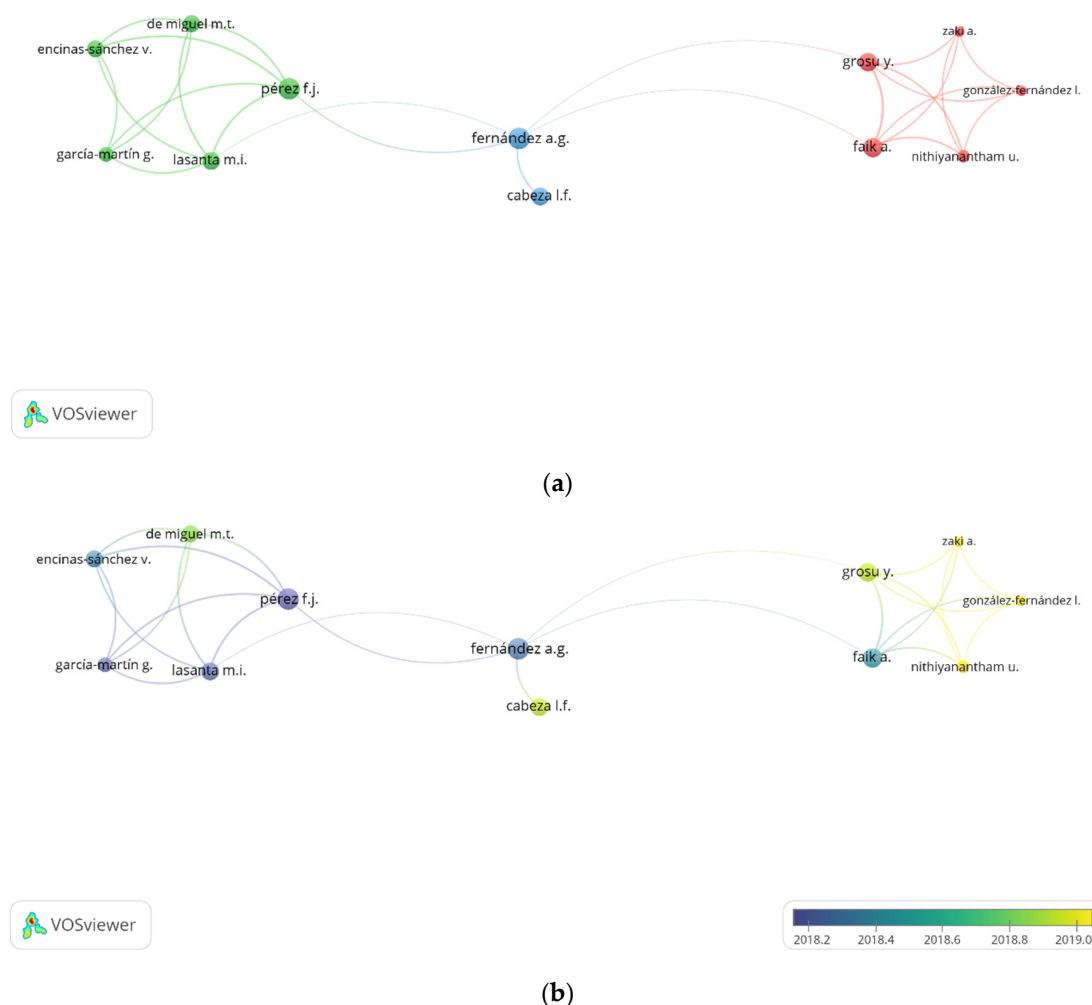 de miguel m.t.
encinas-sánchez v.
pérez f.j.
garcía-martín g.
lasanta m.i.
fernández a.g.
cabeza l.f.
zaki a.
grosu y.
gonzález-fernández l.
faik a.
nithiyanantham u.
VOSviewer
(a)
de miguel m.t.
encinas-sánchez v.
pérez f.j.
garcía-martín g.
lasanta m.i.
fernández a.g.
cabeza l.f.
zaki a.
grosu y.
gonzález-fernández l.
faik a.
nithiyanantham u.
VOSviewer
2018.2 2018.4 2018.6 2018.8 2019.0
(b)